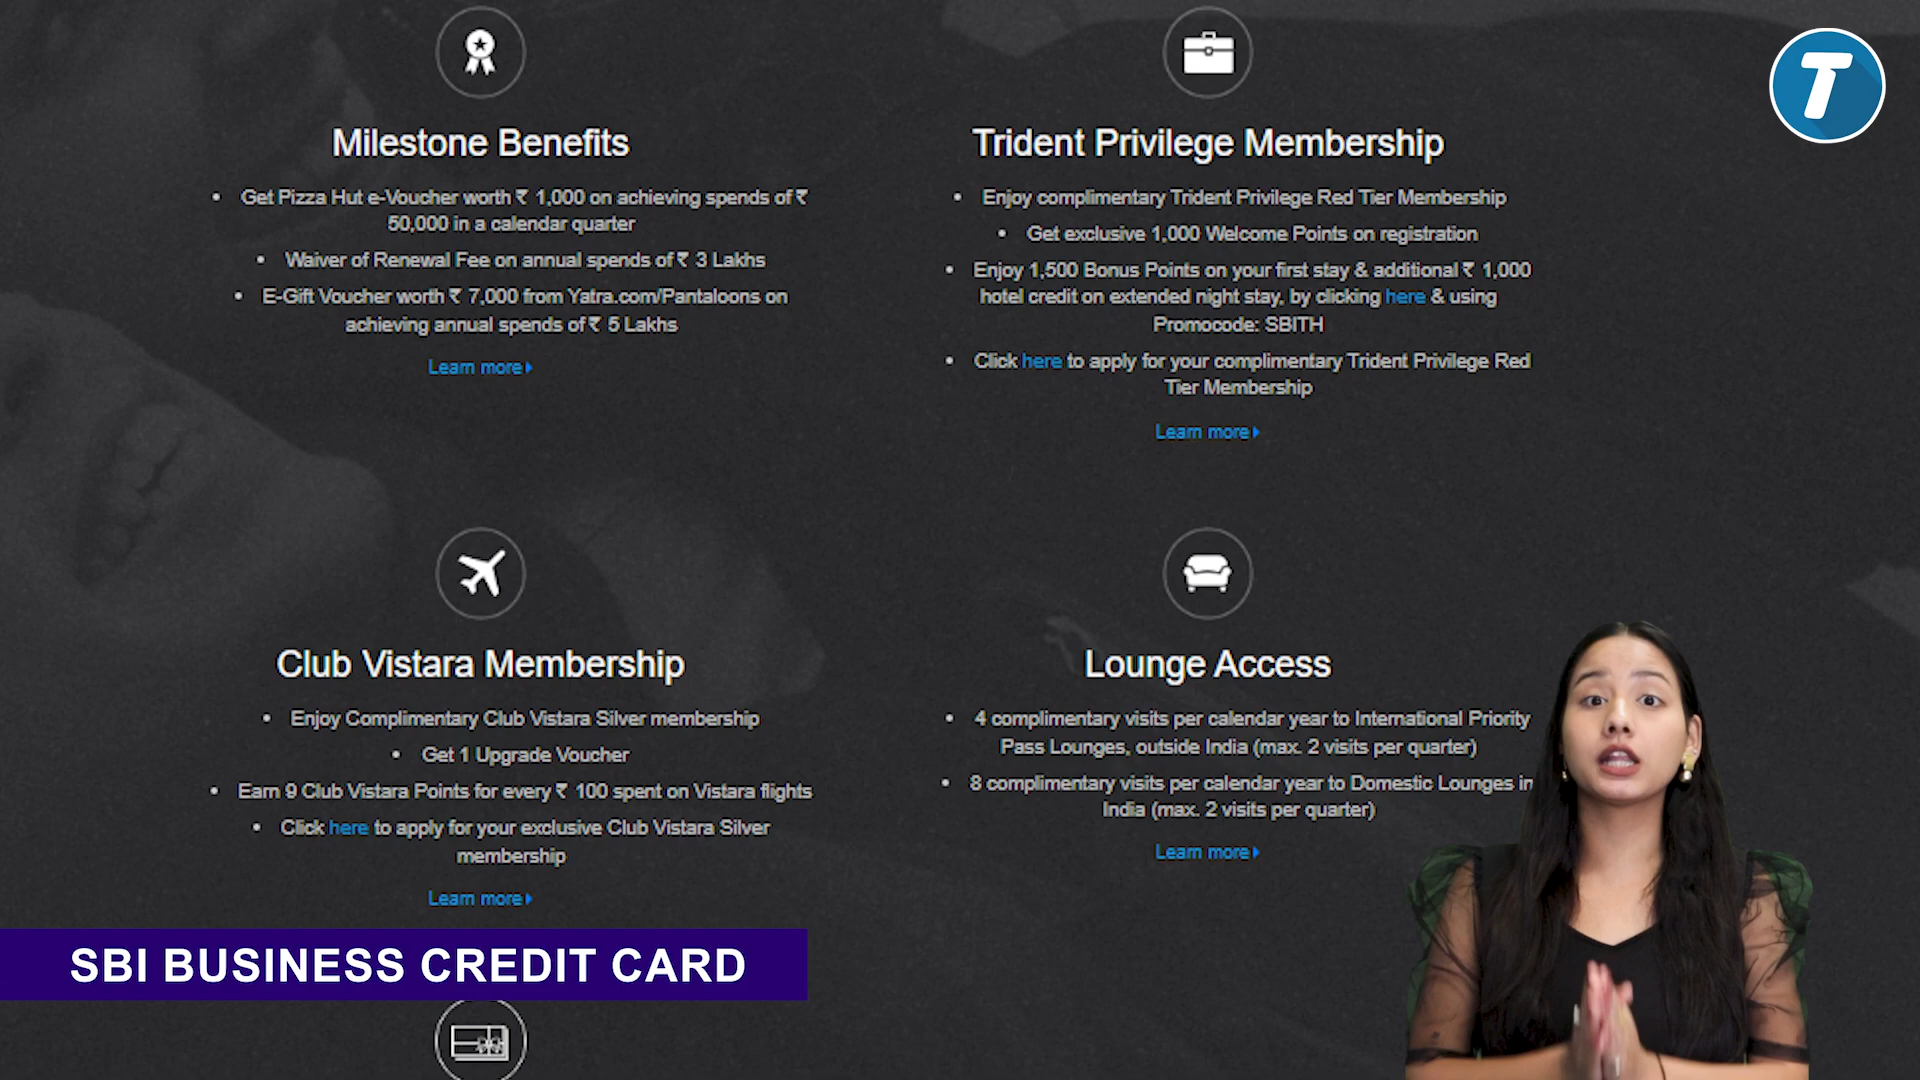 T
Milestone Benefits
• Get Pizza Hut e-Voucher worth ₹ 1,000 on achieving spends of ₹
50,000 in a calendar quarter
• Waiver of Renewal Fee on annual spends of ₹ 3 Lakhs
• E-Gift Voucher worth ₹ 7,000 from Yatra.com/Pantaloons on
achieving annual spends of ₹ 5 Lakhs
Learn more
Trident Privilege Membership
• Enjoy complimentary Trident Privilege Red Tier Membership
• Get exclusive 1,000 Welcome Points on registration
• Enjoy 1,500 Bonus Points on your first stay & additional ₹ 1,000
hotel credit on extended night stay, by clicking here & using
Promocode: SBITH
• Click here to apply for your complimentary Trident Privilege Red
Tier Membership
Learn more
Club Vistara Membership
• Enjoy Complimentary Club Vistara Silver membership
• Get 1 Upgrade Voucher
• Earn 9 Club Vistara Points for every ₹ 100 spent on Vistara flights
• Click here to apply for your exclusive Club Vistara Silver
membership
Learn more
Lounge Access
• 4 complimentary visits per calendar year to International Priority
Pass Lounges, outside India (max. 2 visits per quarter)
• 8 complimentary visits per calendar year to Domestic Lounges in
India (max. 2 visits per quarter)
Learn more
SBI BUSINESS CREDIT CARD